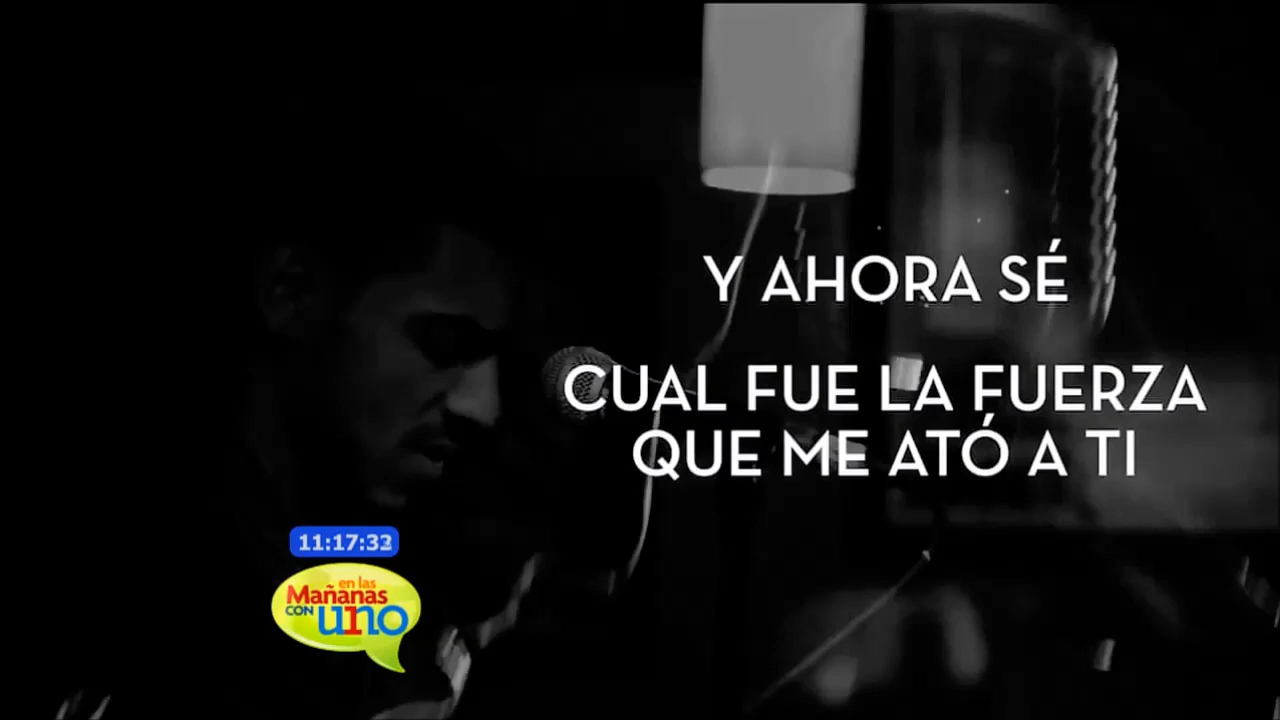 Y AHORA SÉ
CUAL FUE LA FUERZA
QUE ME ATÓ A TI
11:17:32
en las
Mañanas
CON uno